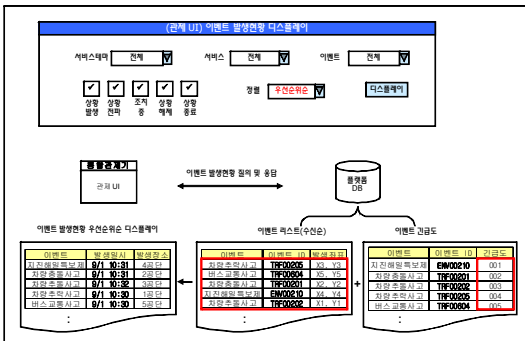 (관제 UI) 이벤트 발생현황 디스플레이
서비스테마 전체 서비스 전체 이벤트 전체
상황발생 상황전파 조치중 상황해제 상황종료
정렬 우선순위순 디스플레이
통합관제기
관제 UI
이벤트 발생현황 질의 및 응답
플랫폼 DB
이벤트 발생현황 우선순위순 디스플레이
이벤트 발생일시 발생장소
지진해일특보제 9/1 10:31 4공단
차량충돌사고 9/1 10:31 2공단
차량추돌사고 9/1 10:32 3공단
차량추락사고 9/1 10:30 1공단
버스교통사고 9/1 10:30 5공단
:
이벤트 리스트(수신순)
이벤트 이벤트 ID 발생좌표
차량추락사고 TRF00205 X3, Y3
버스교통사고 TRF00604 X5, Y5
차량충돌사고 TRF00201 X2, Y2
지진해일특보제 ENV00210 X4, Y4
차량추돌사고 TRF00202 X1, Y1
:
+
이벤트 긴급도
이벤트 이벤트 ID 긴급도
지진해일특보제 ENV00210 001
차량충돌사고 TRF00201 002
차량추돌사고 TRF00202 003
차량추락사고 TRF00205 004
버스교통사고 TRF00604 005
: